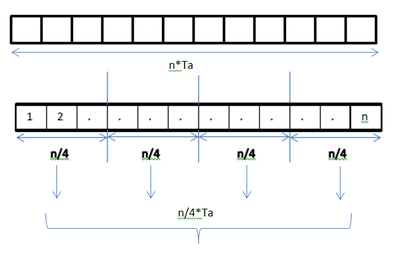 n*Ta
1 2 . . . . . . . . . n
n/4 n/4 n/4 n/4
n/4*Ta